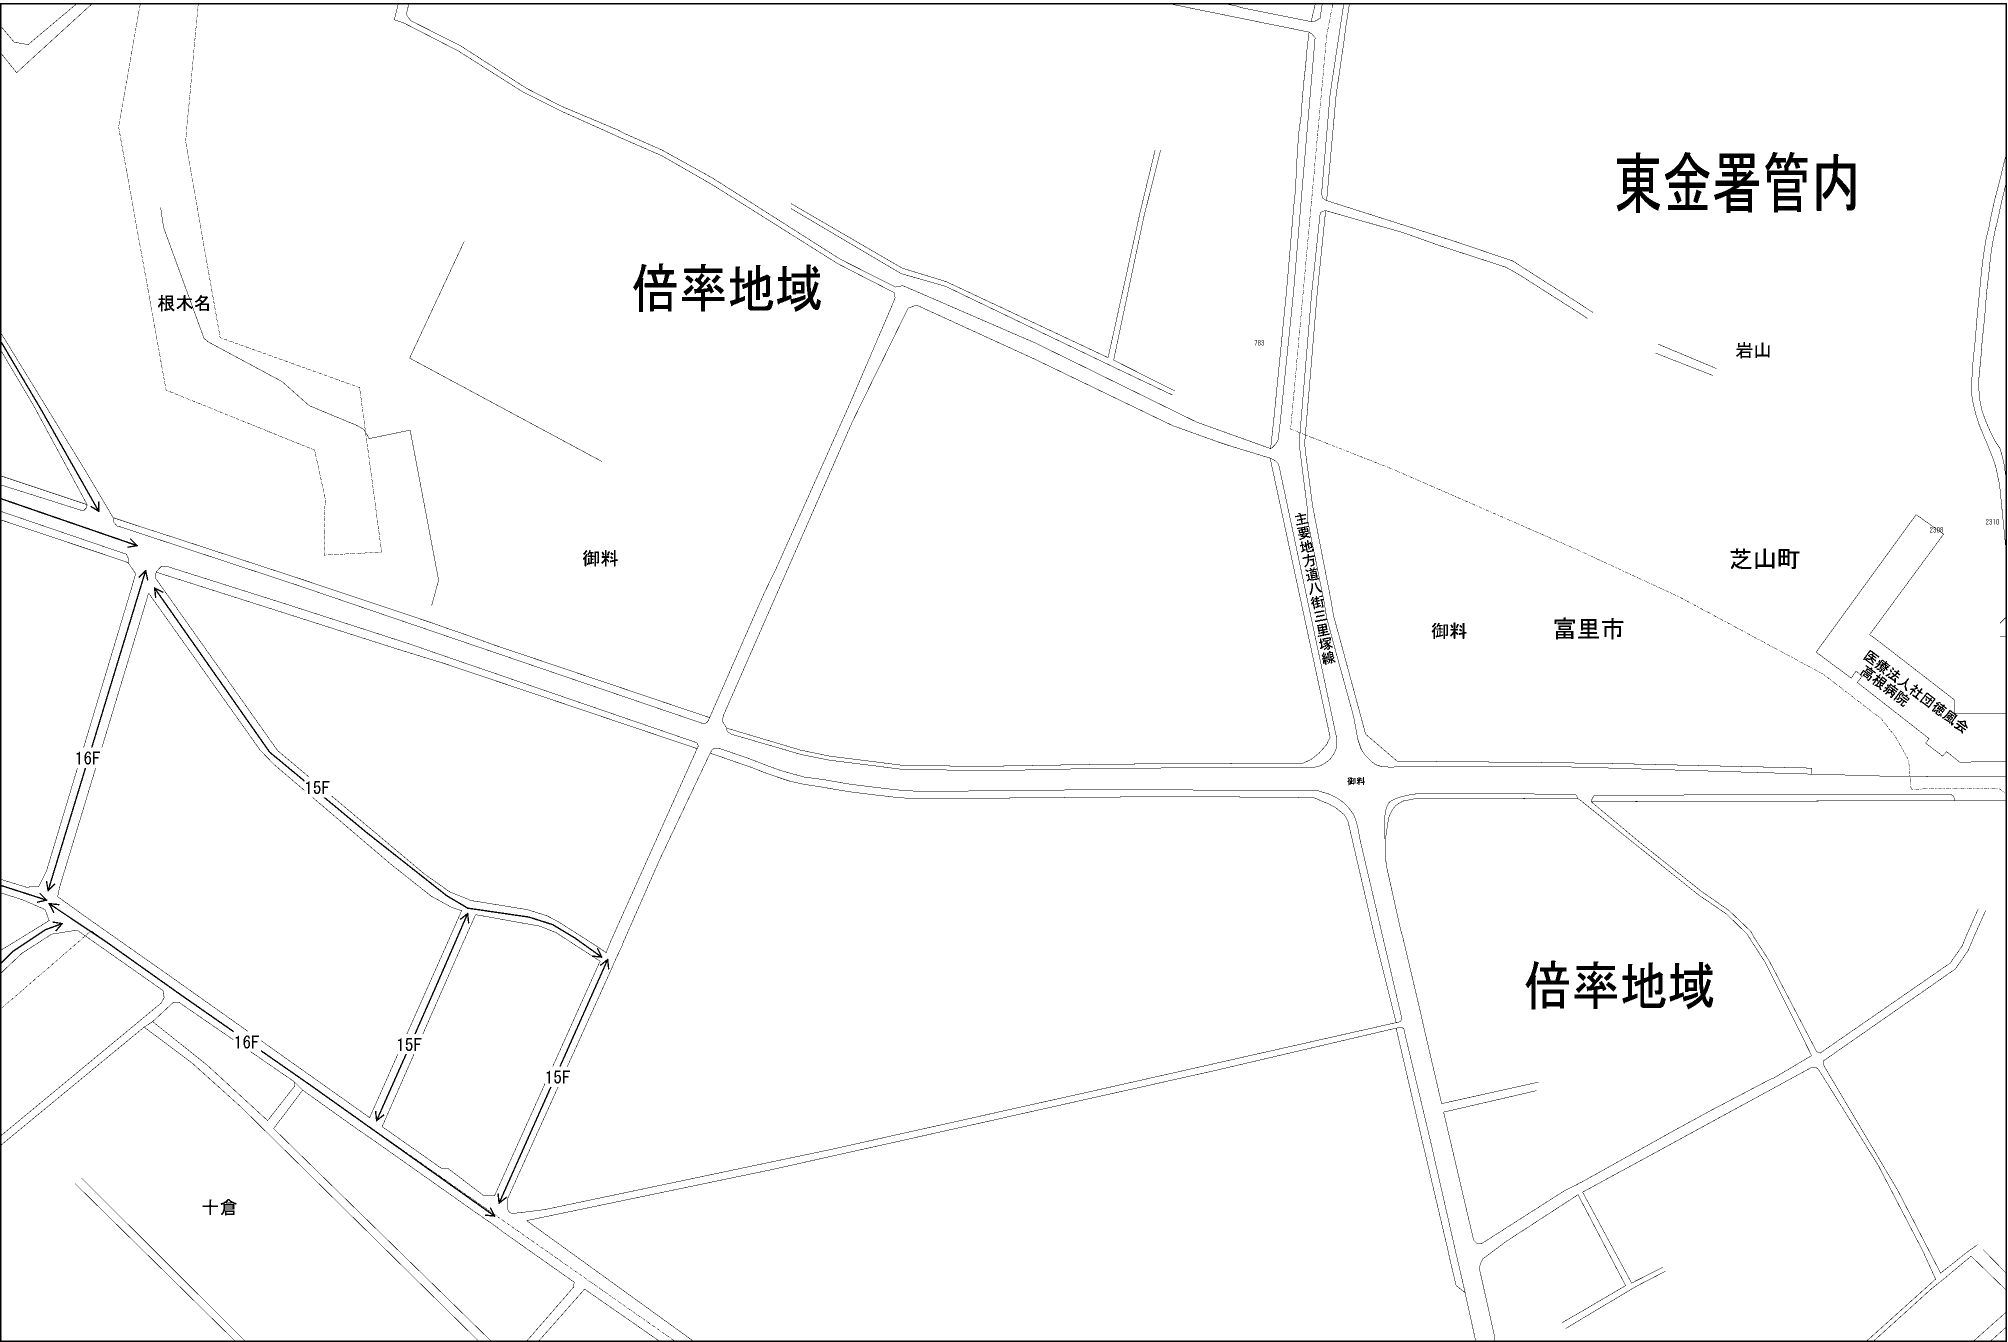 東金署管内
倍率地域
根木名
783
岩山
2308
2310
主要地方道八街三里塚線
御料
芝山町
御料
富里市
医療法人社団徳風会
高根病院
16F
15F
御料
倍率地域
16F
15F
15F
十倉